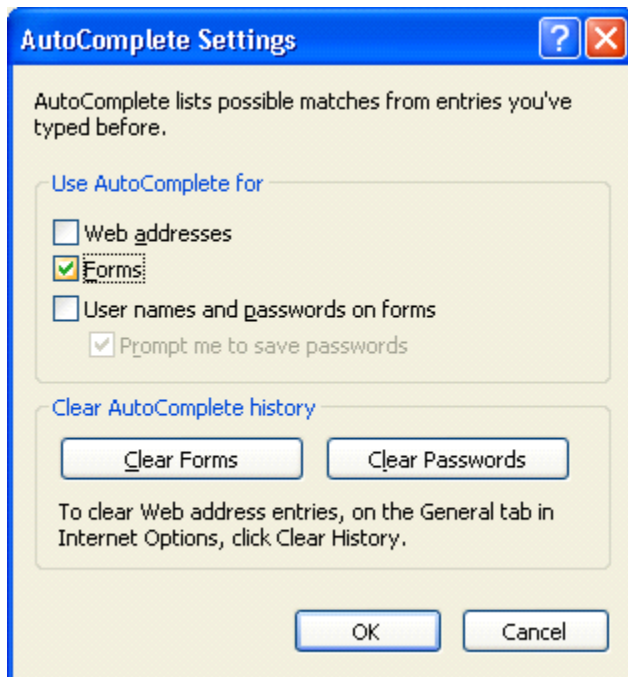 AutoComplete Settings
AutoComplete lists possible matches from entries you've
typed before.
Use AutoComplete for
Web addresses
Forms
User names and passwords on forms
Prompt me to save passwords
Clear AutoComplete history
Clear Forms Clear Passwords
To clear Web address entries, on the General tab in
Internet Options, click Clear History.
OK Cancel